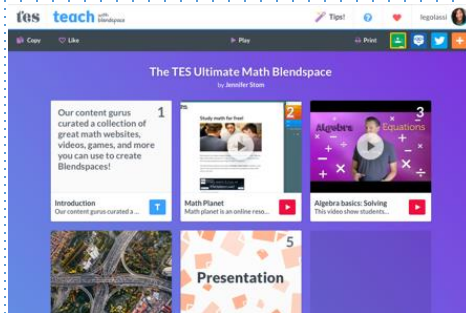 tes teach with blendspace
Tips!
legolassi
Copy
Like
Play
Print
The TES Ultimate Math Blendspace
by Jennifer Stom
Our content gurus
curated a collection of
great math websites,
videos, games, and more
you can use to create
Blendspaces!
1
Introduction
Our content gurus curated a ...
T
Study math for free!
2
Math Planet
Math planet is an online reso...
Algebra Equations
3
Algebra basics: Solving
This video show students...
5
Presentation